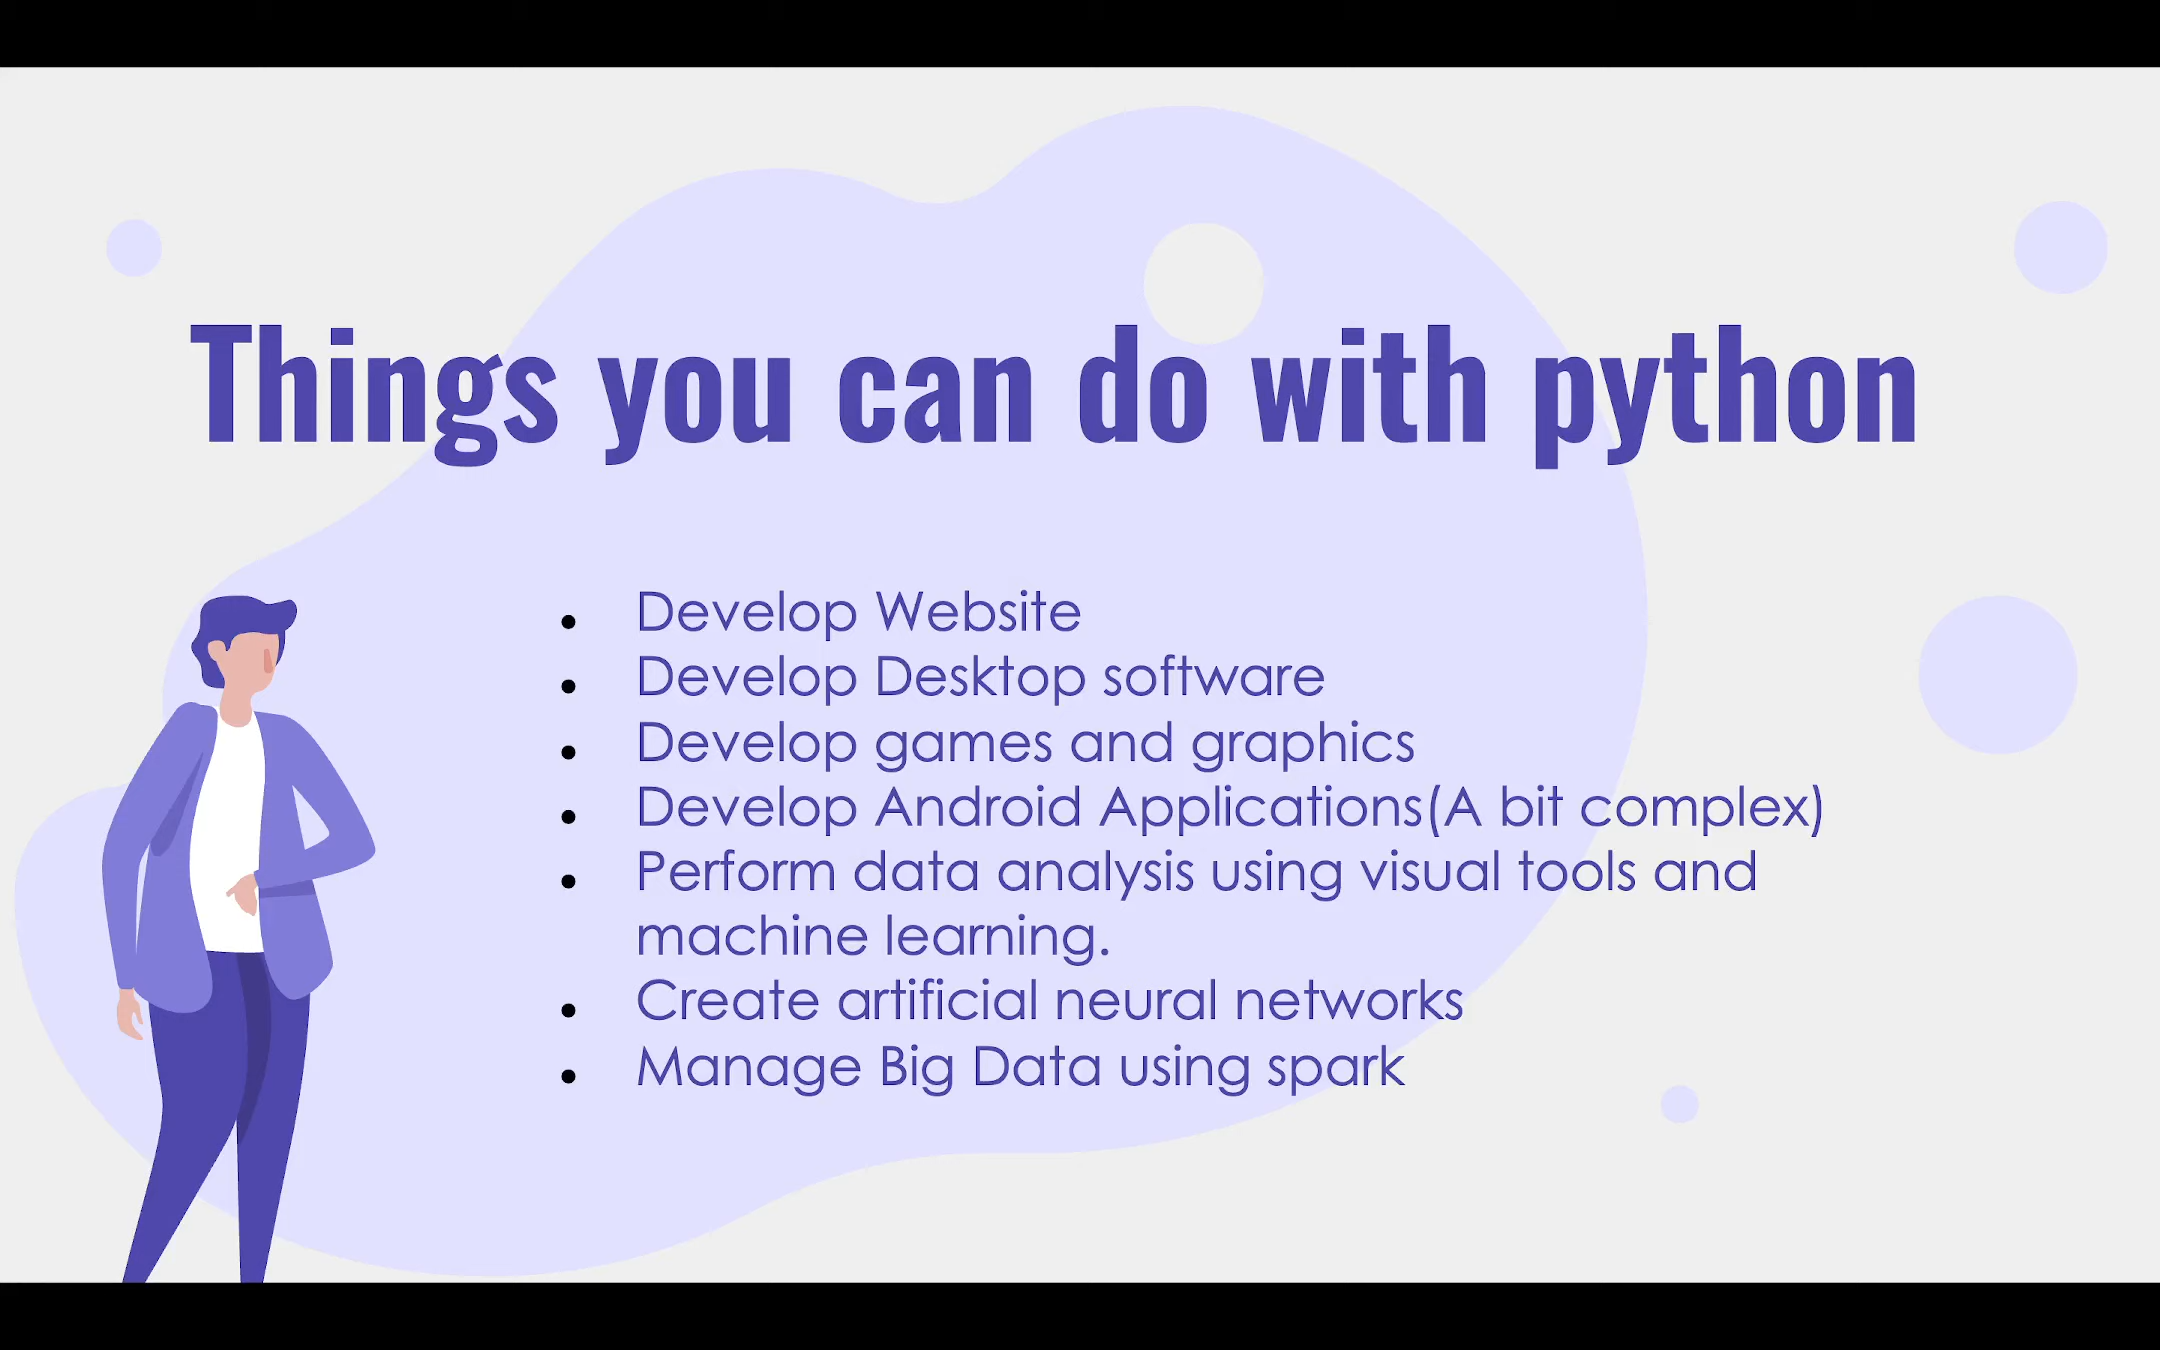 Things you can do with python
• Develop Website
• Develop Desktop software
• Develop games and graphics
• Develop Android Applications(A bit complex)
• Perform data analysis using visual tools and
machine learning.
• Create artificial neural networks
• Manage Big Data using spark